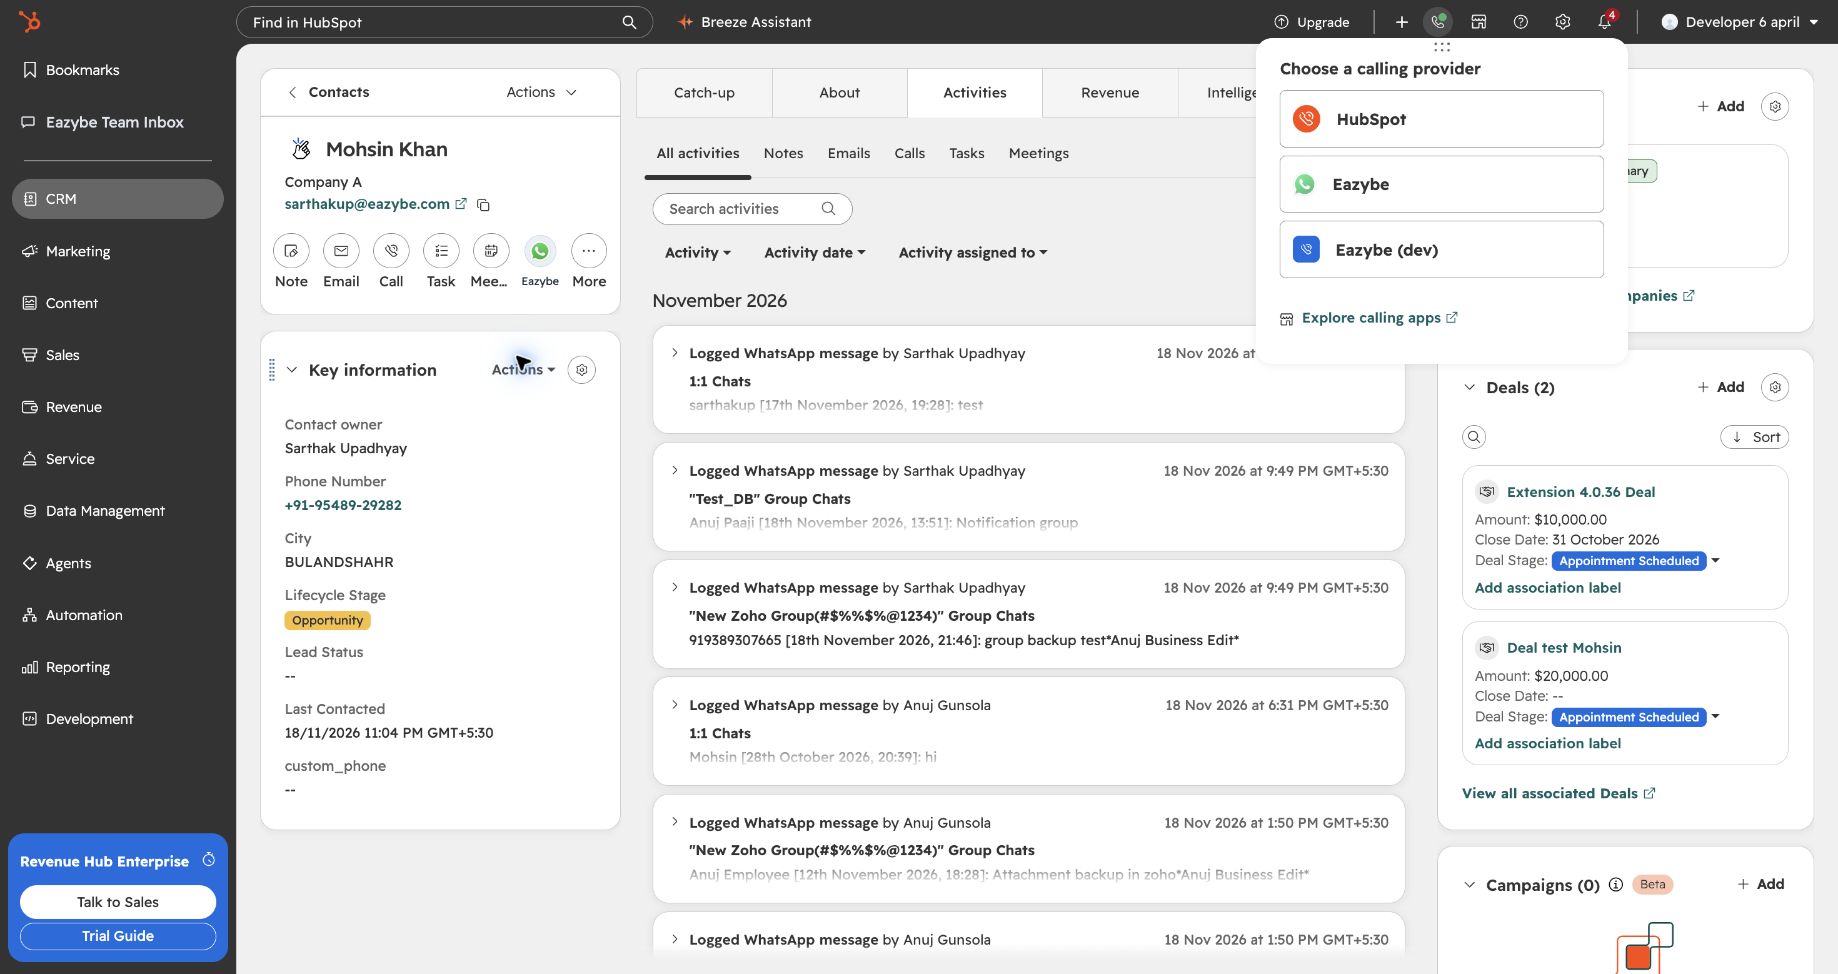 Find in HubSpot
Breeze Assistant
Upgrade
4
Developer 6 april
Bookmarks
Eazybe Team Inbox
CRM
Marketing
Content
Sales
Revenue
Service
Data Management
Agents
Automation
Reporting
Development
Revenue Hub Enterprise
Talk to Sales
Trial Guide
Contacts
Actions
Mohsin Khan
Company A
sarthakup@eazybe.com
Note Email Call Task Mee... Eazybe More
Key information
Actions
Contact owner
Sarthak Upadhyay
Phone Number
+91-95489-29282
City
BULANDSHAHR
Lifecycle Stage
Opportunity
Lead Status
--
Last Contacted
18/11/2026 11:04 PM GMT+5:30
custom_phone
--
Catch-up About Activities Revenue
All activities Notes Emails Calls Tasks Meetings
Search activities
Activity Activity date Activity assigned to
November 2026
Logged WhatsApp message by Sarthak Upadhyay 18 Nov 2026 at
1:1 Chats
sarthakup [17th November 2026, 19:28]: test
Logged WhatsApp message by Sarthak Upadhyay 18 Nov 2026 at 9:49 PM GMT+5:30
"Test_DB" Group Chats
Anuj Paaji [18th November 2026, 13:51]: Notification group
Logged WhatsApp message by Sarthak Upadhyay 18 Nov 2026 at 9:49 PM GMT+5:30
"New Zoho Group(#$%%$%@1234)" Group Chats
919389307665 [18th November 2026, 21:46]: group backup test*Anuj Business Edit*
Logged WhatsApp message by Anuj Gunsola 18 Nov 2026 at 6:31 PM GMT+5:30
1:1 Chats
Mohsin [28th October 2026, 20:39]: hi
Logged WhatsApp message by Anuj Gunsola 18 Nov 2026 at 1:50 PM GMT+5:30
"New Zoho Group(#$%%$%@1234)" Group Chats
Anuj Employee [12th November 2026, 18:28]: Attachment backup in zoho*Anuj Business Edit*
Logged WhatsApp message by Anuj Gunsola 18 Nov 2026 at 1:50 PM GMT+5:30
Choose a calling provider
HubSpot
Eazybe
Eazybe (dev)
Explore calling apps
+ Add
Deals (2)
+ Add
Sort
Extension 4.0.36 Deal
Amount: $10,000.00
Close Date: 31 October 2026
Deal Stage: Appointment Scheduled
Add association label
Deal test Mohsin
Amount: $20,000.00
Close Date: --
Deal Stage: Appointment Scheduled
Add association label
View all associated Deals
Campaigns (0) Beta + Add